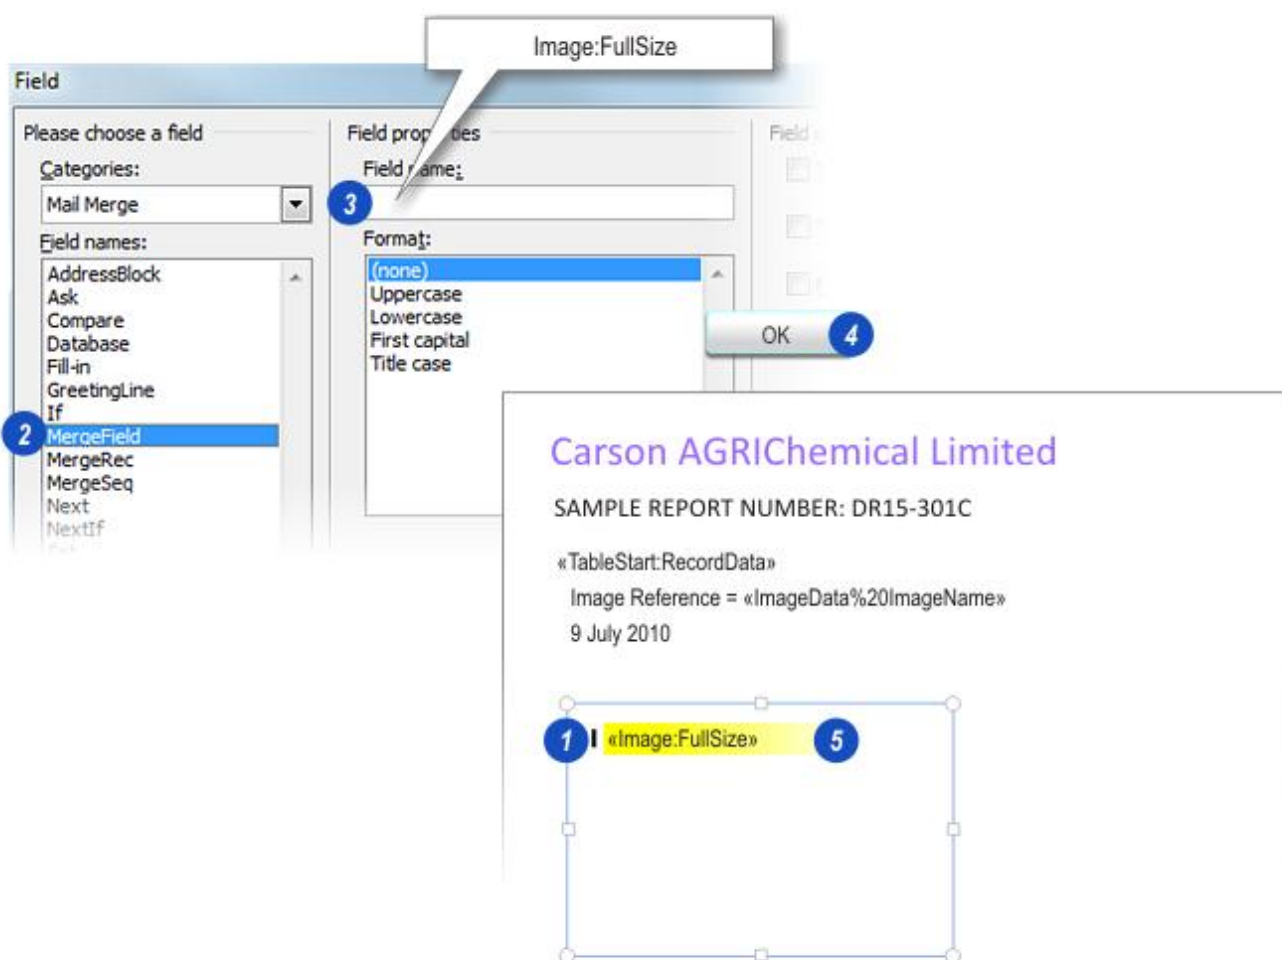 Image:FullSize
Field
Please choose a field
Categories:
Mail Merge
Field names:
AddressBlock
Ask
Compare
Database
Fill-in
GreetingLine
If
2
MergeField
MergeRec
MergeSeq
Next
NextIf
Field properties
Field name:
3
Format:
(none)
Uppercase
Lowercase
First capital
Title case
Field
OK
4
Carson AGRIChemical Limited
SAMPLE REPORT NUMBER: DR15-301C
«TableStart:RecordData»
Image Reference = «ImageData%20ImageName»
9 July 2010
1 «Image:FullSize» 5